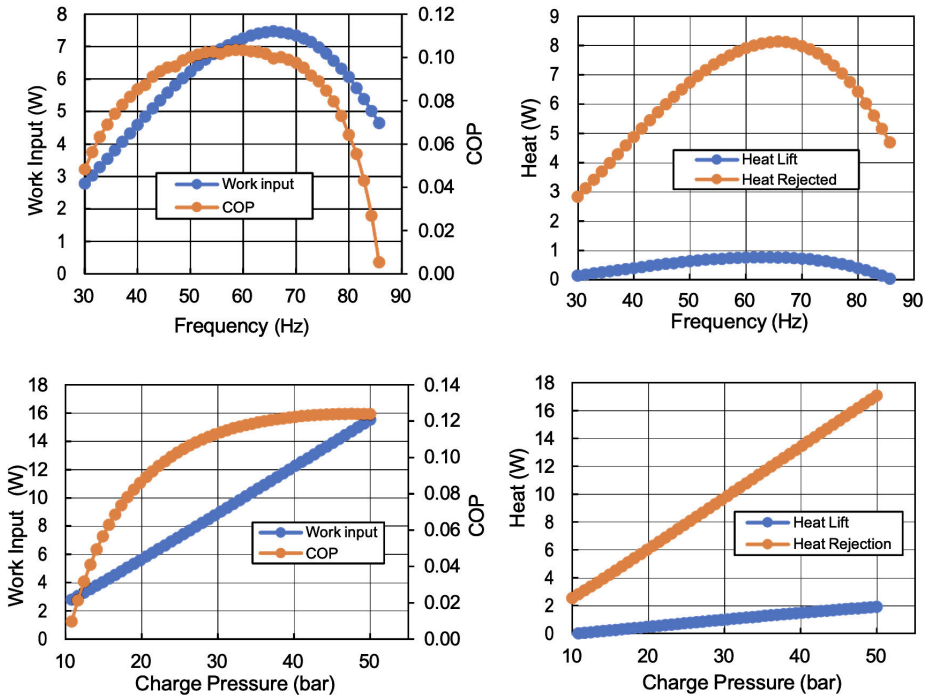 Work Input (W)
8
7
6
5
4
3
2
1
0
0.12
0.10
0.08
0.06
0.04
0.02
0.00
COP
Work input
COP
30 40 50 60 70 80 90
Frequency (Hz)
Heat (W)
9
8
7
6
5
4
3
2
1
0
Heat Lift
Heat Rejected
30 40 50 60 70 80 90
Frequency (Hz)
Work Input (W)
18
16
14
12
10
8
6
4
2
0
0.14
0.12
0.10
0.08
0.06
0.04
0.02
0.00
COP
Work input
COP
10 20 30 40 50
Charge Pressure (bar)
Heat (W)
18
16
14
12
10
8
6
4
2
0
Heat Lift
Heat Rejection
10 20 30 40 50
Charge Pressure (bar)